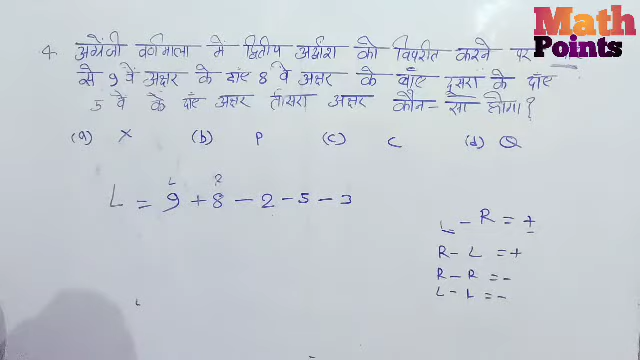 Math
Points
4. अंग्रेजी वर्णमाला में द्वितीय अर्धांश को विपरीत करने पर
से 9 वें अक्षर के दाएं 8 वें अक्षर के बाएँ दूसरा के दाएं
5 वें के दाएं अक्षर तीसरा अक्षर कौन-सा होगा?
(a) X (b) P (c) C (d) Q
L R
L = 9 + 8 - 2 - 5 - 3
L - R = +
R - L = +
R - R = -
L - L = -
L